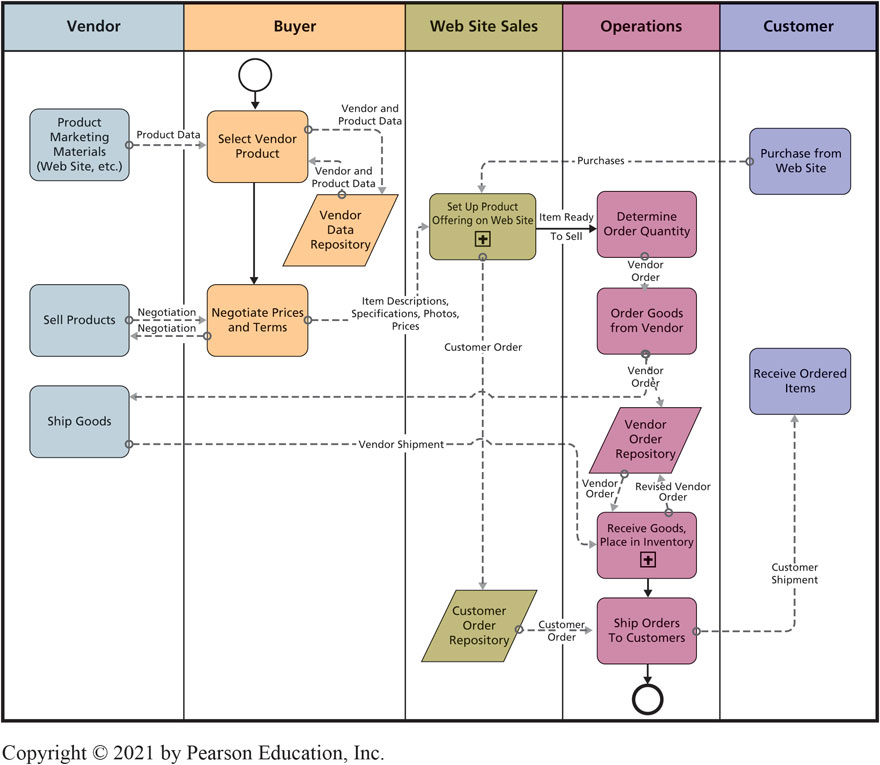 Vendor
Buyer
Web Site Sales
Operations
Customer
Product
Marketing
Materials
(Web Site, etc.)
Product Data
Select Vendor
Product
Vendor and
Product Data
Vendor and
Product Data
Vendor
Data
Repository
Purchases
Purchase from
Web Site
Set Up Product
Offering on Web Site
Item Ready
To Sell
Determine
Order Quantity
Vendor
Order
Sell Products
Negotiation
Negotiation
Negotiate Prices
and Terms
Item Descriptions,
Specifications, Photos,
Prices
Order Goods
from Vendor
Customer Order
Vendor
Order
Receive Ordered
Items
Ship Goods
Vendor Shipment
Vendor
Order
Repository
Vendor
Order
Revised Vendor
Order
Receive Goods,
Place in Inventory
Customer
Shipment
Customer
Order
Repository
Customer
Order
Ship Orders
To Customers
Copyright © 2021 by Pearson Education, Inc.